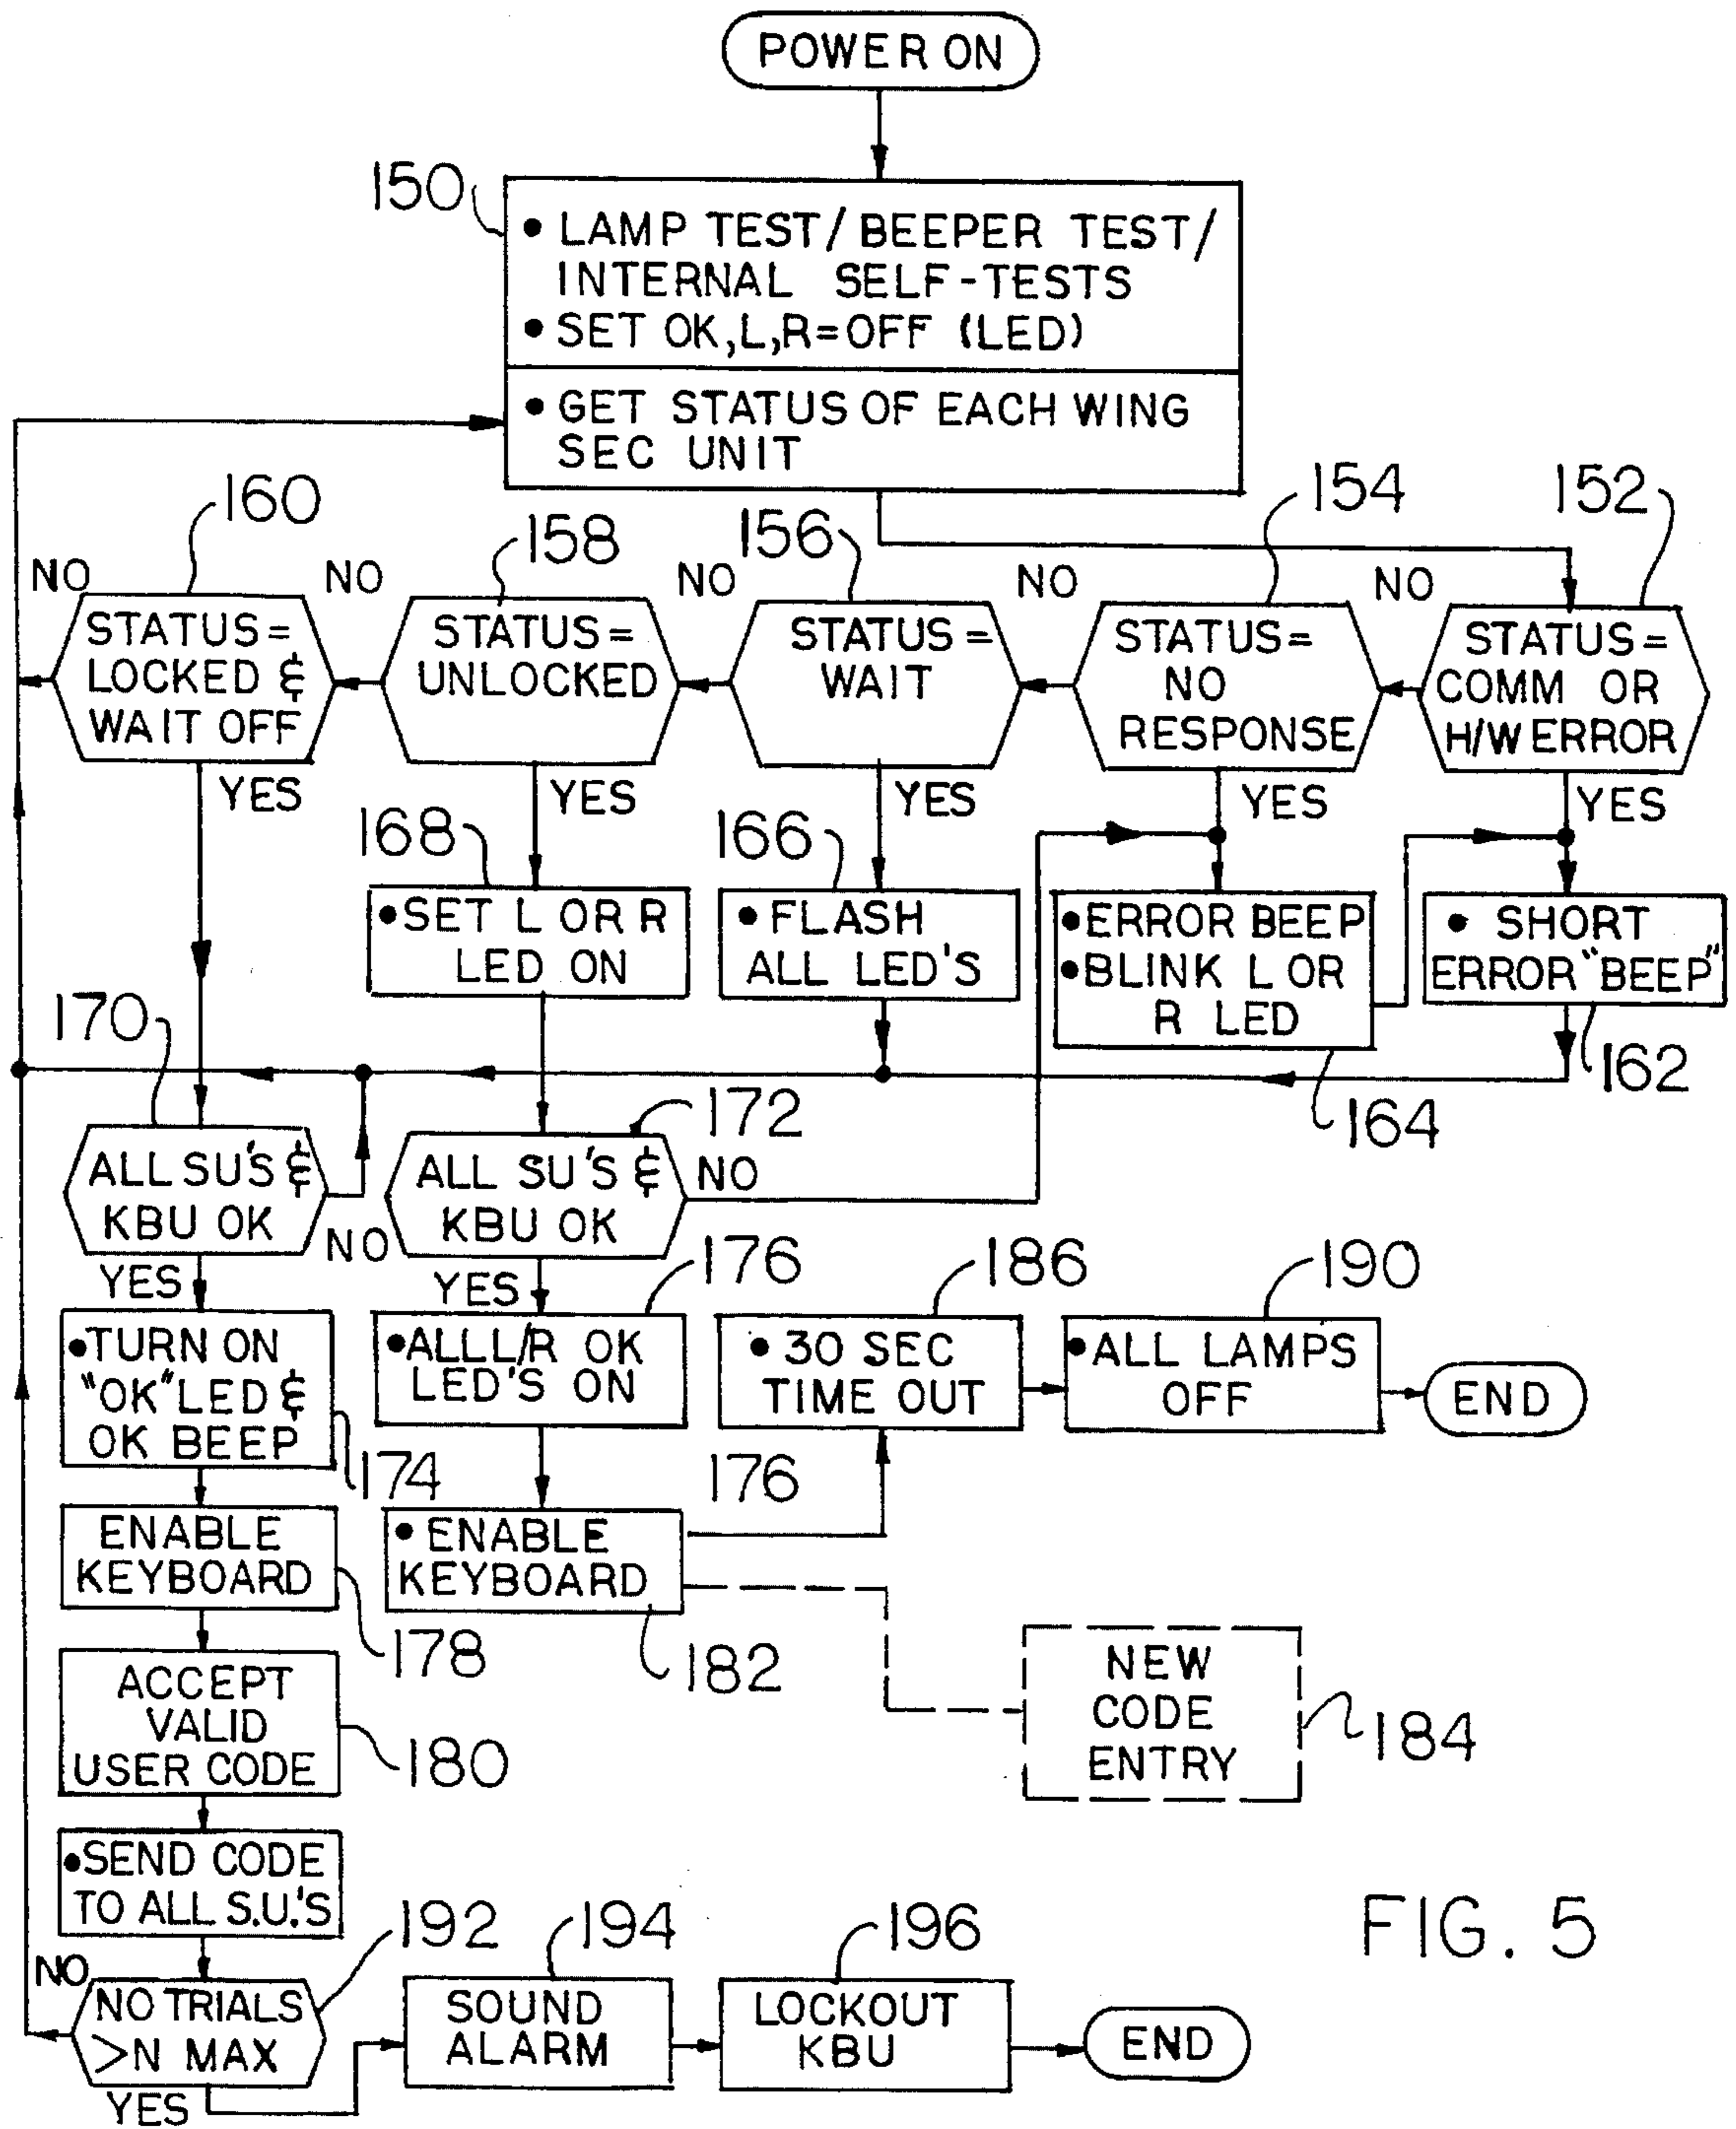 POWER ON
150
• LAMP TEST/BEEPER TEST/
INTERNAL SELF-TESTS
• SET OK,L,R=OFF (LED)
• GET STATUS OF EACH WING
SEC UNIT
160
158
156
154
152
NO
NO
NO
NO
NO
STATUS=
LOCKED &
WAIT OFF
STATUS=
UNLOCKED
STATUS=
WAIT
STATUS=
NO
RESPONSE
STATUS=
COMM OR
H/W ERROR
YES
YES
YES
YES
YES
168
166
• SET L OR R
LED ON
• FLASH
ALL LED'S
• ERROR BEEP
• BLINK L OR
R LED
• SHORT
ERROR "BEEP"
170
172
164
162
ALL SU'S &
KBU OK
NO
ALL SU'S &
KBU OK
NO
YES
YES
176
186
190
• TURN ON
"OK" LED &
OK BEEP
174
• ALL L/R OK
LED'S ON
• 30 SEC
TIME OUT
• ALL LAMPS
OFF
END
176
ENABLE
KEYBOARD
178
• ENABLE
KEYBOARD
182
NEW
CODE
ENTRY
184
ACCEPT
VALID
USER CODE
180
• SEND CODE
TO ALL S.U.'S
192
194
196
FIG. 5
NO
NO TRIALS
>N MAX
YES
SOUND
ALARM
LOCKOUT
KBU
END